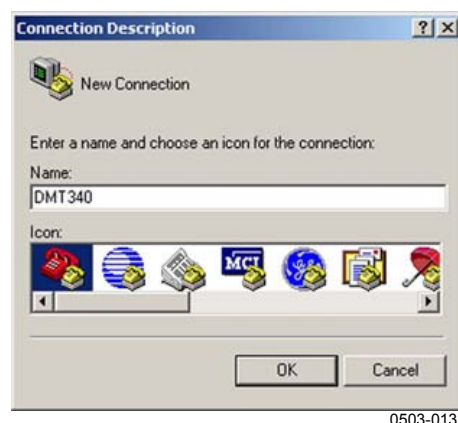 Connection Description
New Connection
Enter a name and choose an icon for the connection:
Name:
DMT340
Icon:
MCI
OK Cancel
0503-013